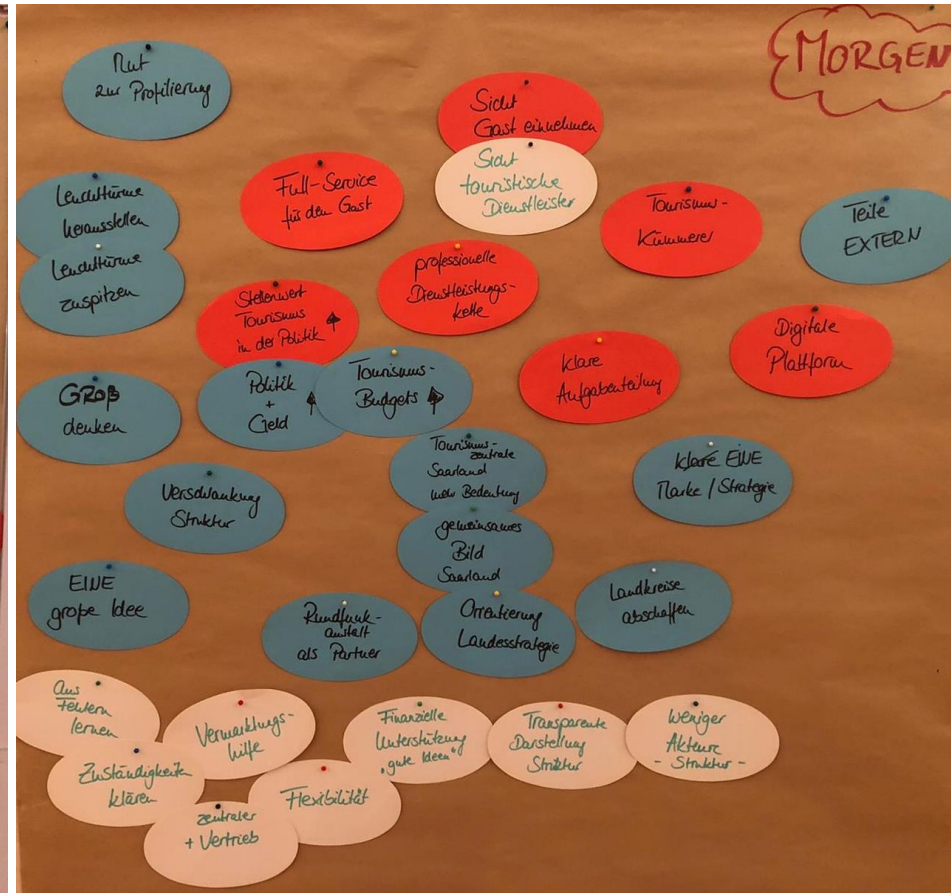 MORGEN
Mut
zur Profilierung
Sicht
Gast einnehmen
Sicht
touristische
Dienstleister
Full-Service
für den Gast
Leuchttürme
herausstellen
Leuchttürme
zuspitzen
Tourismus-
Kümmerer
Teile
EXTERN
professionelle
Dienstleistungs-
kette
Stellenwert
Tourismus
in der Politik ↑
Digitale
Plattform
klare
Aufgabenteilung
GROß
denken
Politik
+
Geld ↑
Tourismus-
Budgets ↑
Tourismus-
zentrale
Saarland
mehr Bedeutung
klare EINE
Marke / Strategie
Verschrankung
Struktur
gemeinsames
Bild
Saarland
EINE
große Idee
Rundfunk-
anstalt
als Partner
Orientierung
Landesstrategie
Landkreise
abschaffen
Aus
Fehlern
lernen
Vermarktungs-
hilfe
Finanzielle
Unterstützung
"gute Ideen"
Transparente
Darstellung
Struktur
Weniger
Akteure
- Struktur -
Zuständigkeiten
klären
Flexibilität
zentraler
+ Vertrieb